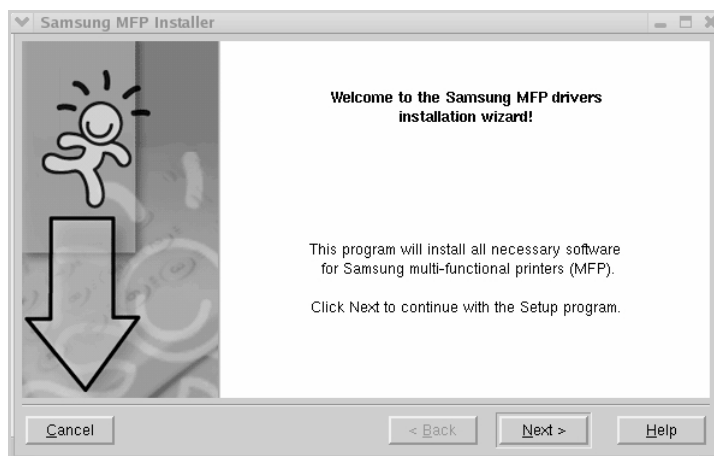 Samsung MFP Installer
Welcome to the Samsung MFP drivers
installation wizard!
This program will install all necessary software
for Samsung multi-functional printers (MFP).
Click Next to continue with the Setup program.
Cancel
< Back
Next >
Help